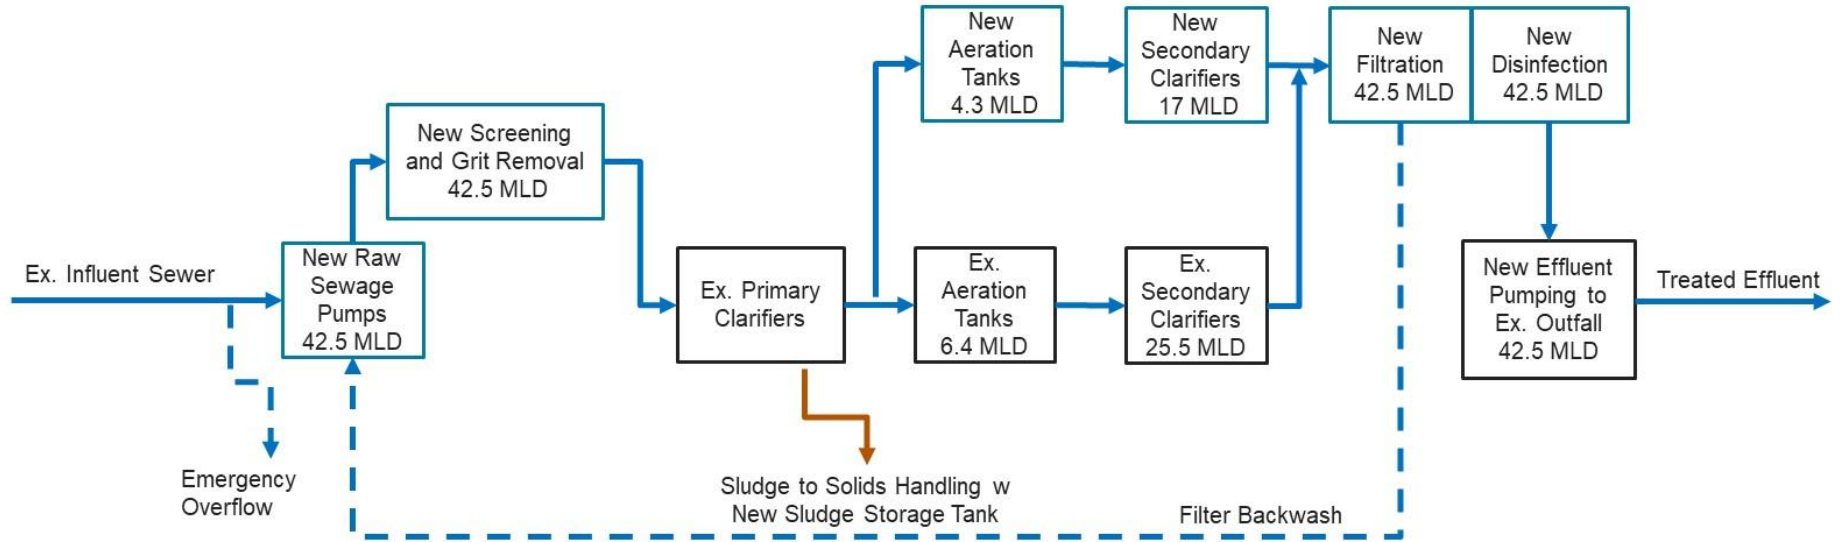 Ex. Influent Sewer
Emergency
Overflow
New Raw
Sewage
Pumps
42.5 MLD
New Screening
and Grit Removal
42.5 MLD
Ex. Primary
Clarifiers
Sludge to Solids Handling w
New Sludge Storage Tank
New
Aeration
Tanks
4.3 MLD
New
Secondary
Clarifiers
17 MLD
Ex.
Aeration
Tanks
6.4 MLD
Ex.
Secondary
Clarifiers
25.5 MLD
New
Filtration
42.5 MLD
New
Disinfection
42.5 MLD
Filter Backwash
New Effluent
Pumping to
Ex. Outfall
42.5 MLD
Treated Effluent